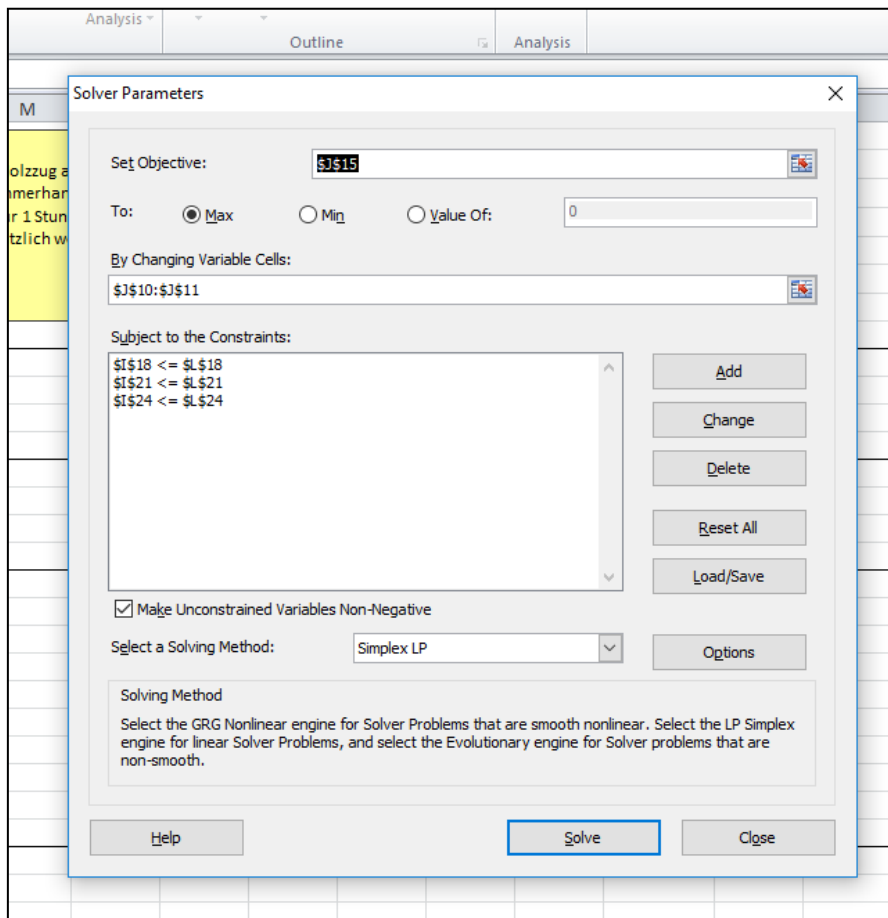 Analysis
Outline
Analysis
Solver Parameters
M
Set Objective:
$J$15
To:
Max
Min
Value Of:
0
By Changing Variable Cells:
$J$10:$J$11
Subject to the Constraints:
$I$18 <= $L$18
$I$21 <= $L$21
$I$24 <= $L$24
Add
Change
Delete
Reset All
Load/Save
Make Unconstrained Variables Non-Negative
Select a Solving Method:
Simplex LP
Options
Solving Method
Select the GRG Nonlinear engine for Solver Problems that are smooth nonlinear. Select the LP Simplex
engine for linear Solver Problems, and select the Evolutionary engine for Solver problems that are
non-smooth.
Help
Solve
Close
olzzug a
merhar
r 1 Stun
tzlich w